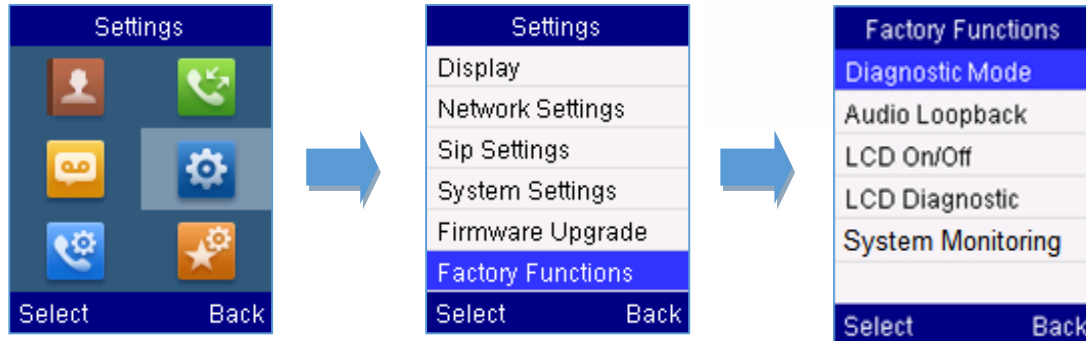 Settings
Select Back
Settings
Display
Network Settings
Sip Settings
System Settings
Firmware Upgrade
Factory Functions
Select Back
Factory Functions
Diagnostic Mode
Audio Loopback
LCD On/Off
LCD Diagnostic
System Monitoring
Select Back